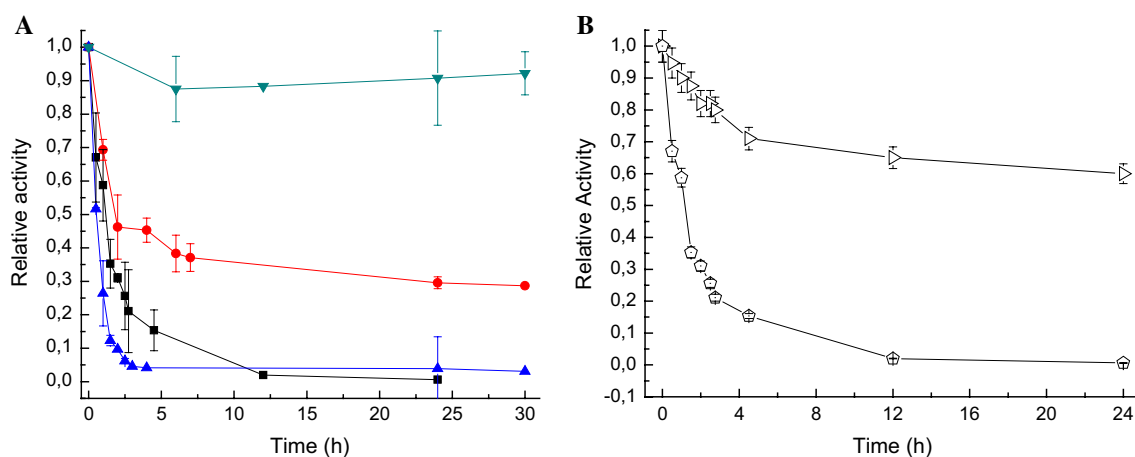 A
Relative activity
1,0
0,9
0,8
0,7
0,6
0,5
0,4
0,3
0,2
0,1
0,0
0 5 10 15 20 25 30
Time (h)
B
Relative Activity
1,0
0,9
0,8
0,7
0,6
0,5
0,4
0,3
0,2
0,1
0,0
-0,1
0 4 8 12 16 20 24
Time (h)